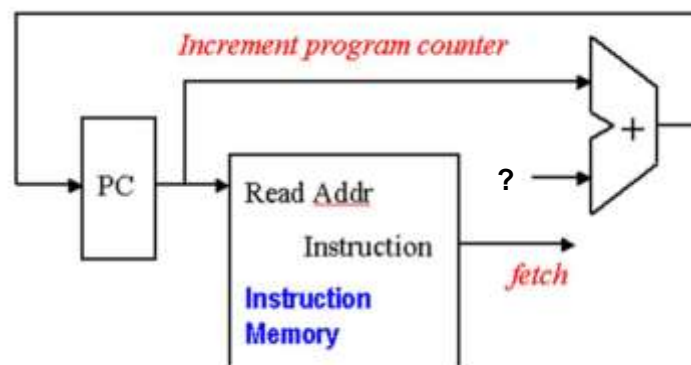 Increment program counter
+
PC
?
Read Addr
Instruction
fetch
Instruction
Memory